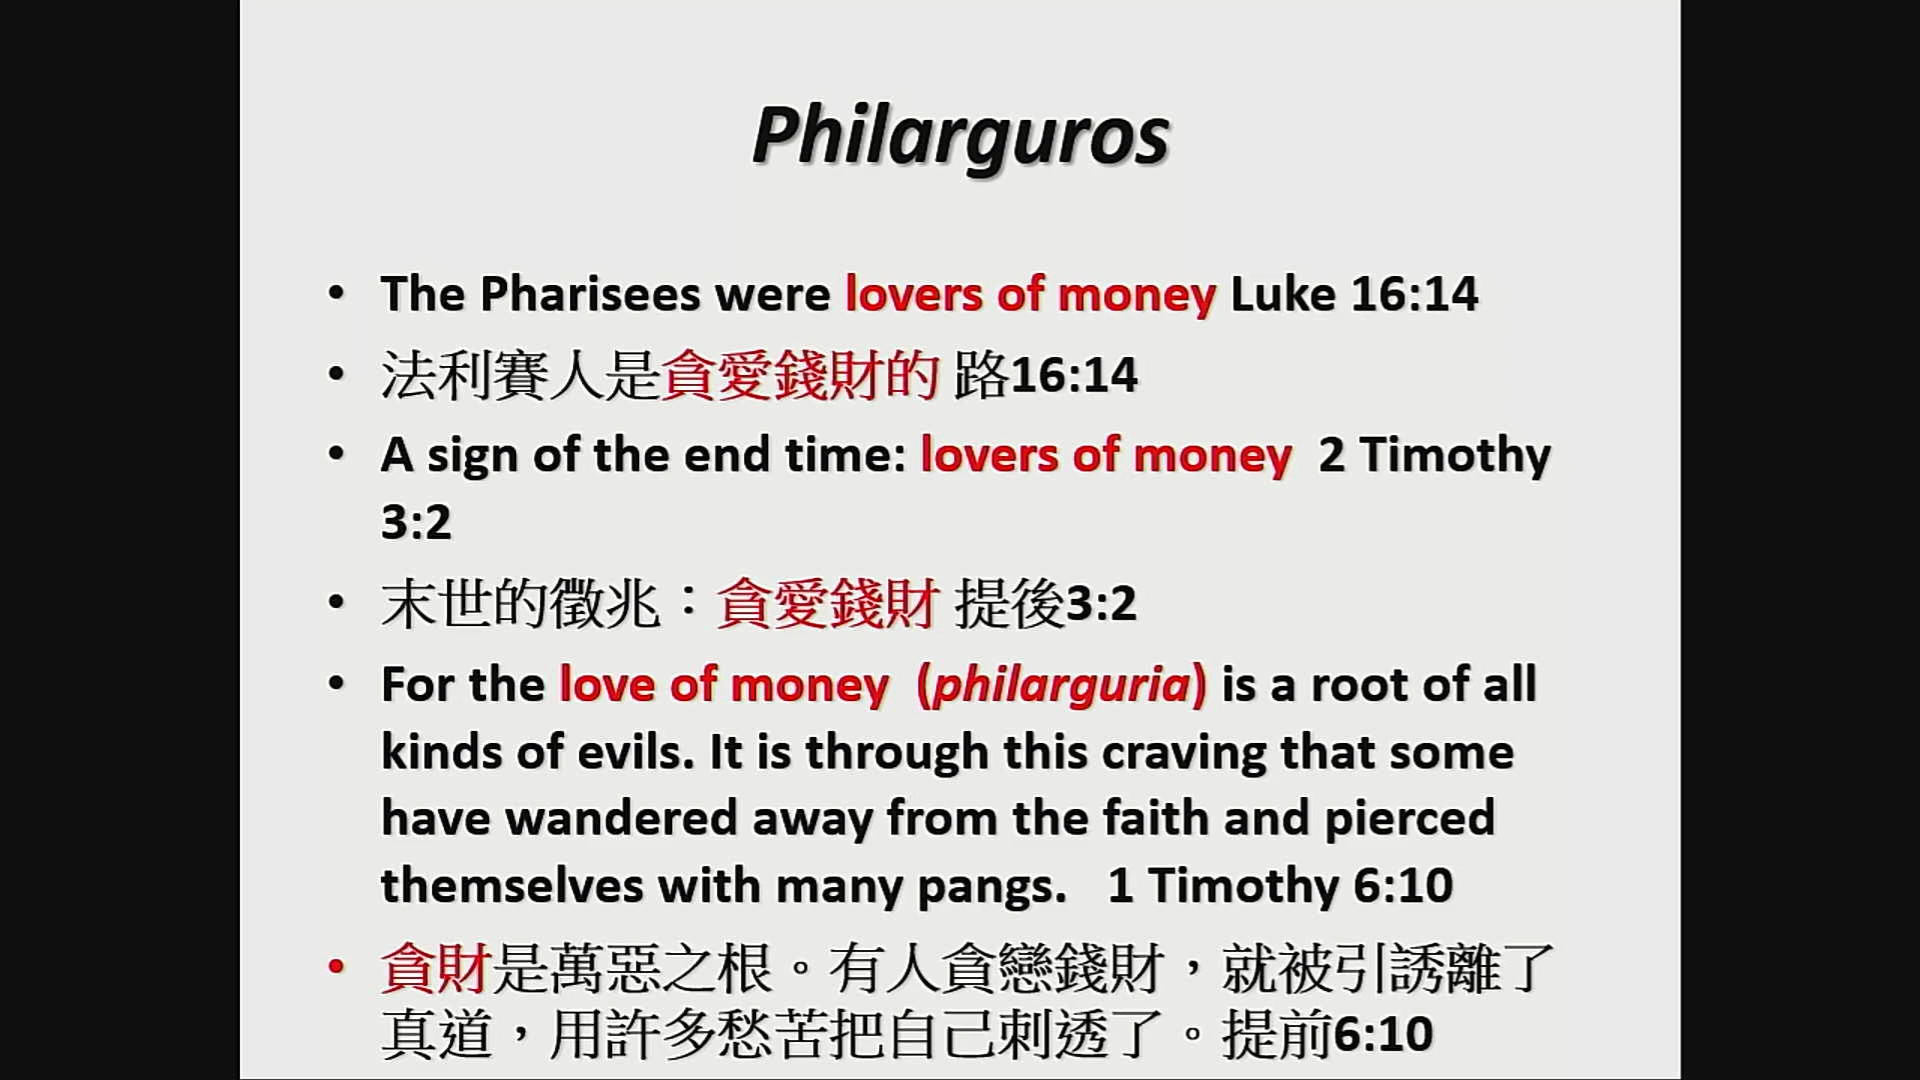 Philarguros
• The Pharisees were lovers of money Luke 16:14
• 法利賽人是貪愛錢財的 路16:14
• A sign of the end time: lovers of money 2 Timothy
3:2
• 末世的徵兆：貪愛錢財 提後3:2
• For the love of money (philarguria) is a root of all
kinds of evils. It is through this craving that some
have wandered away from the faith and pierced
themselves with many pangs. 1 Timothy 6:10
• 貪財是萬惡之根。有人貪戀錢財，就被引誘離了
真道，用許多愁苦把自己刺透了。提前6:10